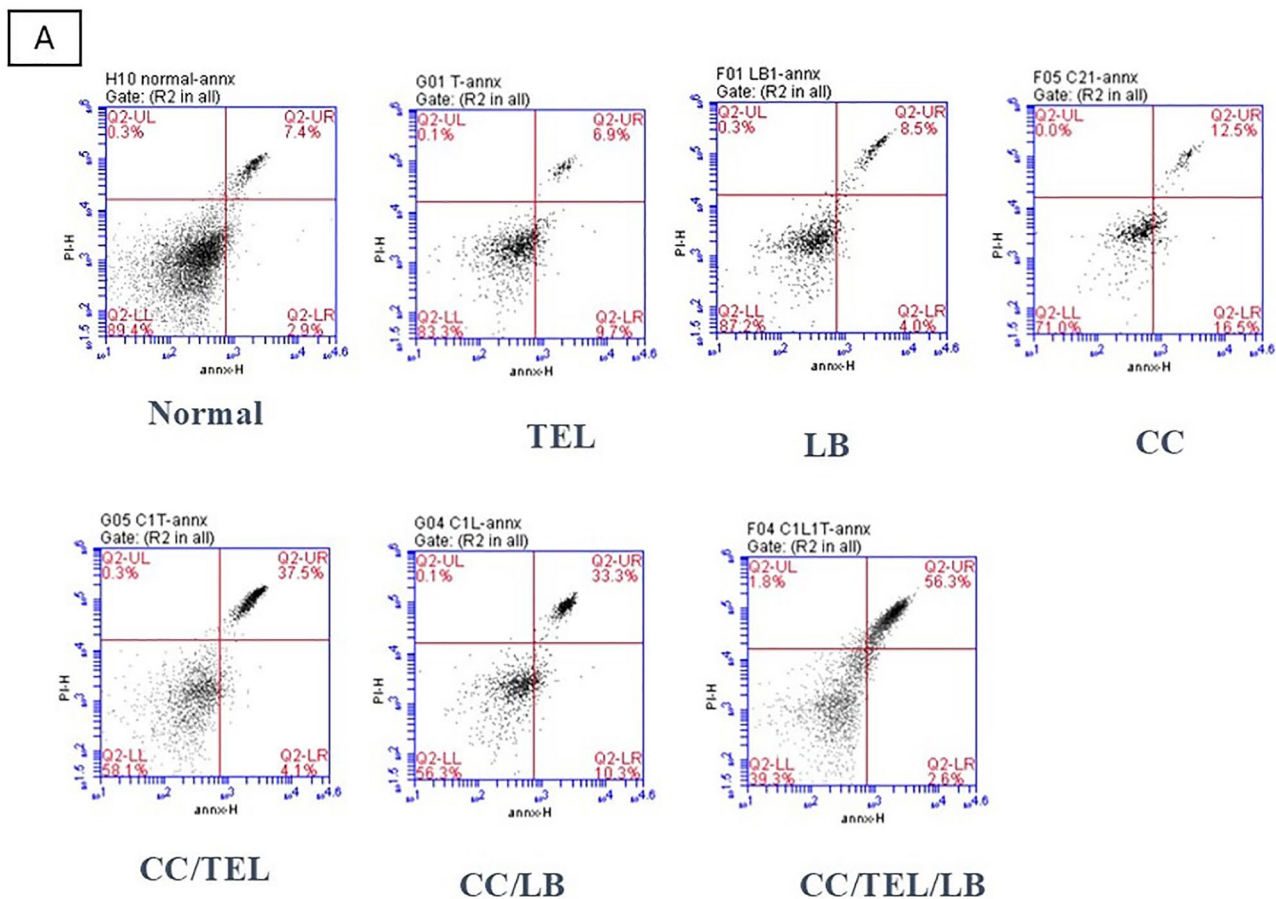 A
H10 normal-annx
Gate: (R2 in all)
Q2-UL
0.3%
Q2-UR
7.4%
Q2-LL
89.4%
Q2-LR
2.9%
PI-H
annx-H
Normal
G01 T-annx
Gate: (R2 in all)
Q2-UL
0.1%
Q2-UR
6.9%
Q2-LL
83.3%
Q2-LR
9.7%
PI-H
annx-H
TEL
F01 LB1-annx
Gate: (R2 in all)
Q2-UL
0.3%
Q2-UR
8.5%
Q2-LL
87.2%
Q2-LR
4.0%
PI-H
annx-H
LB
F05 C21-annx
Gate: (R2 in all)
Q2-UL
0.0%
Q2-UR
12.5%
Q2-LL
71.0%
Q2-LR
16.5%
PI-H
annx-H
CC
G05 C1T-annx
Gate: (R2 in all)
Q2-UL
0.3%
Q2-UR
37.5%
Q2-LL
58.1%
Q2-LR
4.1%
PI-H
annx-H
CC/TEL
G04 C1L-annx
Gate: (R2 in all)
Q2-UL
0.1%
Q2-UR
33.3%
Q2-LL
56.3%
Q2-LR
10.3%
PI-H
annx-H
CC/LB
F04 C1L1T-annx
Gate: (R2 in all)
Q2-UL
1.8%
Q2-UR
56.3%
Q2-LL
39.3%
Q2-LR
2.6%
PI-H
annx-H
CC/TEL/LB